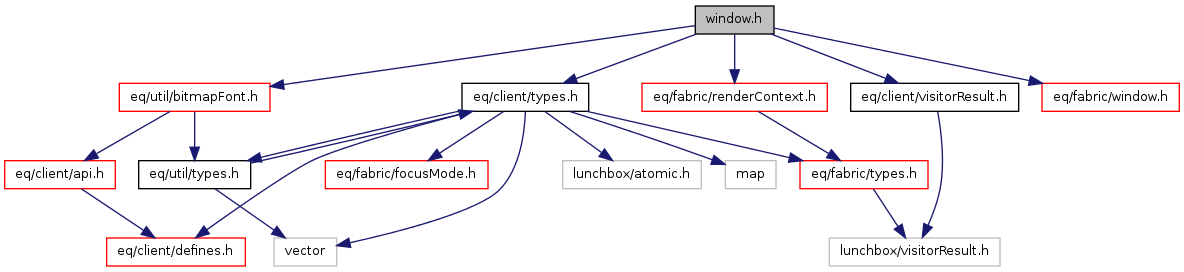 window.h
eq/util/bitmapFont.h
eq/client/types.h
eq/fabric/renderContext.h
eq/client/visitorResult.h
eq/fabric/window.h
eq/client/api.h
eq/util/types.h
eq/fabric/focusMode.h
lunchbox/atomic.h
map
eq/fabric/types.h
eq/client/defines.h
vector
lunchbox/visitorResult.h